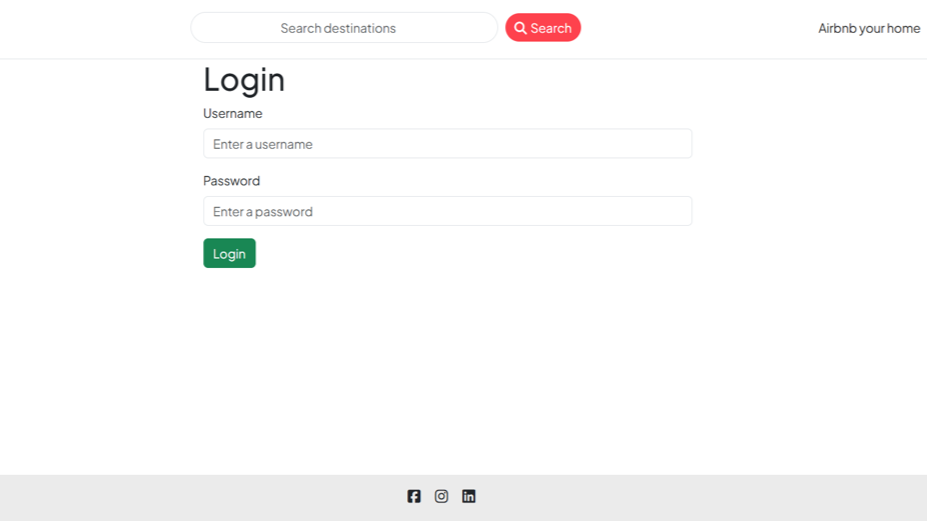 Search destinations
Search
Airbnb your home
Login
Username
Enter a username
Password
Enter a password
Login